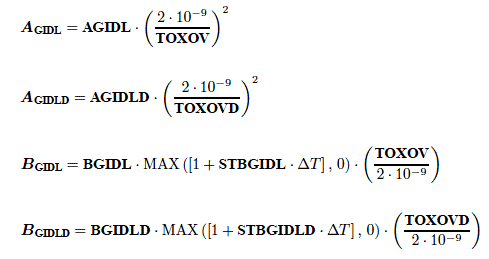 A_GIDL = AGIDL · (2 · 10^−9 / TOXOV)^2
A_GIDLD = AGIDLD · (2 · 10^−9 / TOXOVD)^2
B_GIDL = BGIDL · MAX ([1 + STBGIDL · ΔT] , 0) · (TOXOV / 2 · 10^−9)
B_GIDLD = BGIDLD · MAX ([1 + STBGIDLD · ΔT] , 0) · (TOXOVD / 2 · 10^−9)